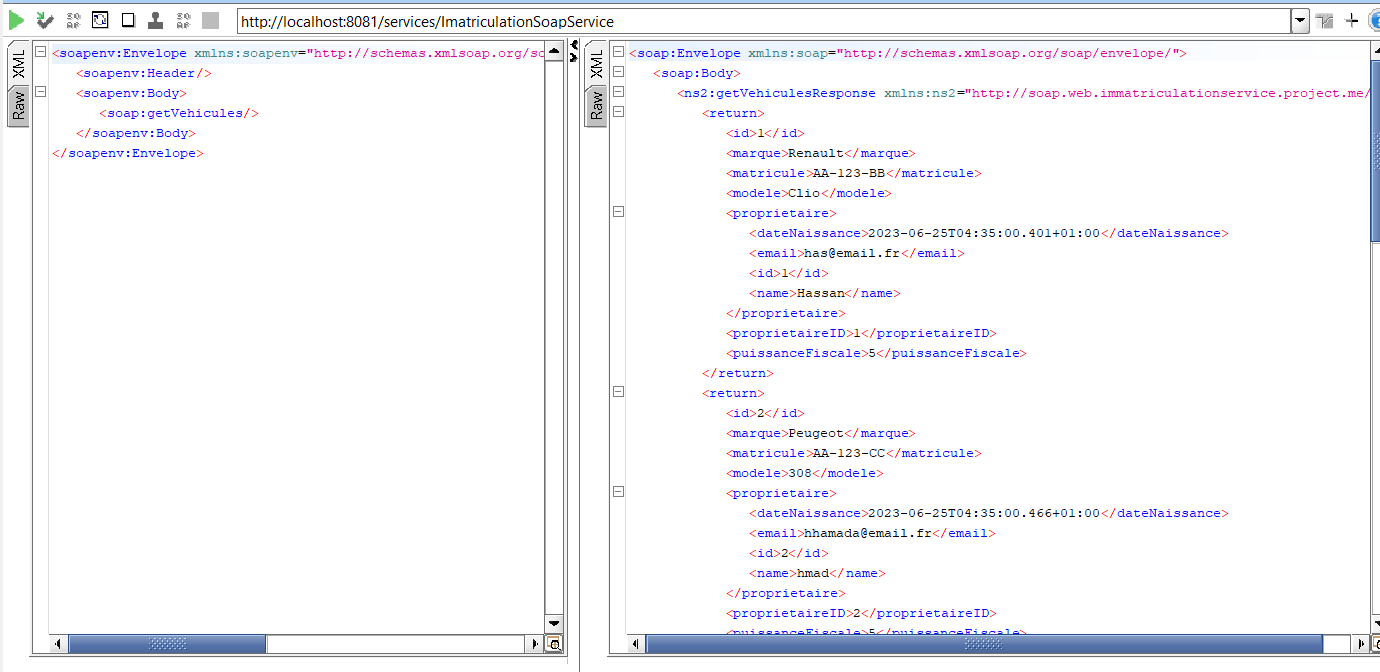 http://localhost:8081/services/ImatriculationSoapService
XML
Raw
<soapenv:Envelope xmlns:soapenv="http://schemas.xmlsoap.org/so
<soapenv:Header/>
<soapenv:Body>
<soap:getVehicules/>
</soapenv:Body>
</soapenv:Envelope>
XML
Raw
<soap:Envelope xmlns:soap="http://schemas.xmlsoap.org/soap/envelope/">
<soap:Body>
<ns2:getVehiculesResponse xmlns:ns2="http://soap.web.immatriculationservice.project.me/
<return>
<id>1</id>
<marque>Renault</marque>
<matricule>AA-123-BB</matricule>
<modele>Clio</modele>
<proprietaire>
<dateNaissance>2023-06-25T04:35:00.401+01:00</dateNaissance>
<email>has@email.fr</email>
<id>1</id>
<name>Hassan</name>
</proprietaire>
<proprietaireID>1</proprietaireID>
<puissanceFiscale>5</puissanceFiscale>
</return>
<return>
<id>2</id>
<marque>Peugeot</marque>
<matricule>AA-123-CC</matricule>
<modele>308</modele>
<proprietaire>
<dateNaissance>2023-06-25T04:35:00.466+01:00</dateNaissance>
<email>hhamada@email.fr</email>
<id>2</id>
<name>hmad</name>
</proprietaire>
<proprietaireID>2</proprietaireID>
<puissanceFiscale>5</puissanceFiscale>